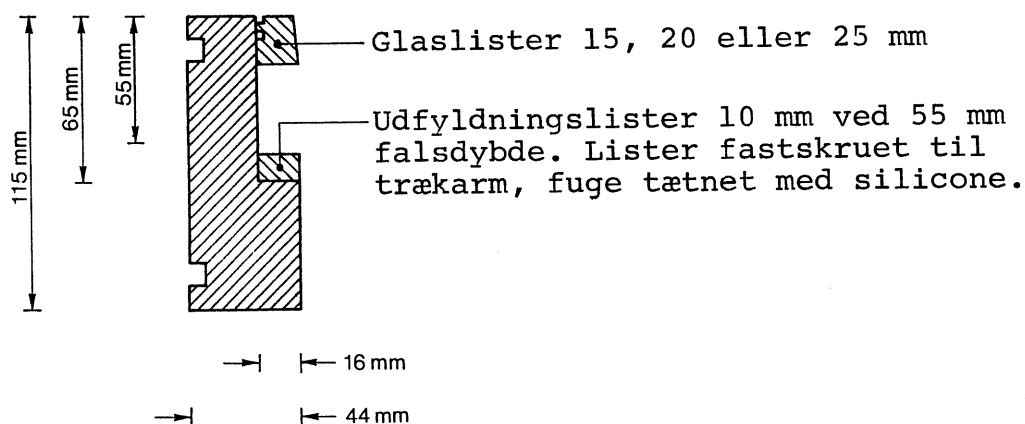 Glaslister 15, 20 eller 25 mm
Udfyldningslister 10 mm ved 55 mm
falsdybde. Lister fastskruet til
trækarm, fuge tætnet med silicone.
115 mm
65 mm
55 mm
16 mm
44 mm